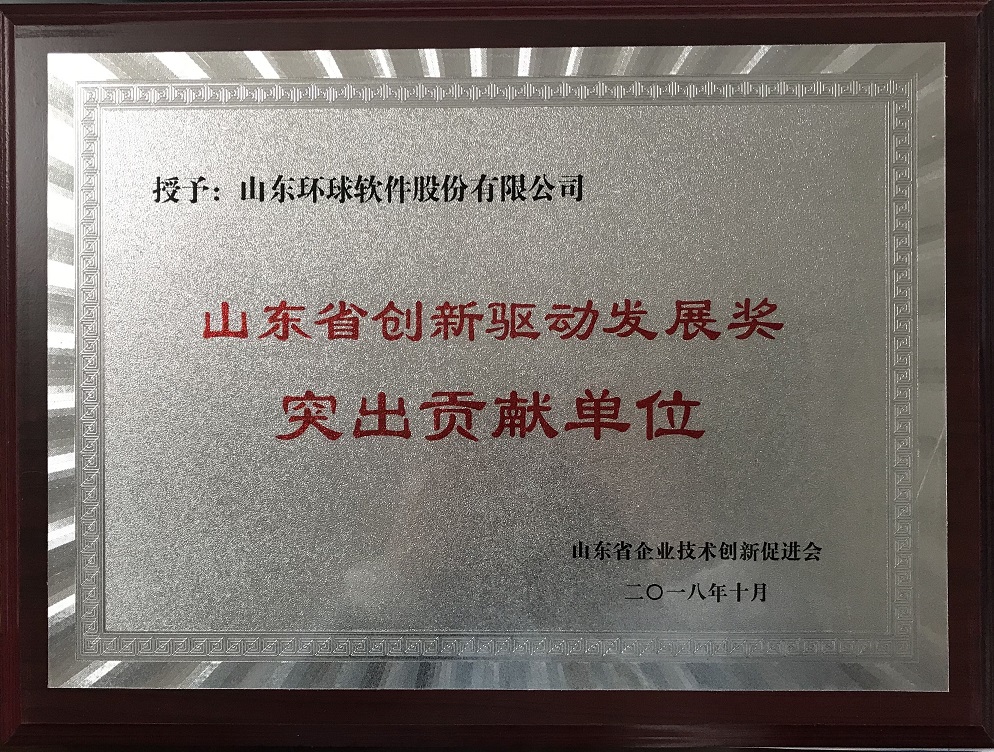 授予：山东环球软件股份有限公司
山东省创新驱动发展奖
突出贡献单位
山东省企业技术创新促进会
二〇一八年十月